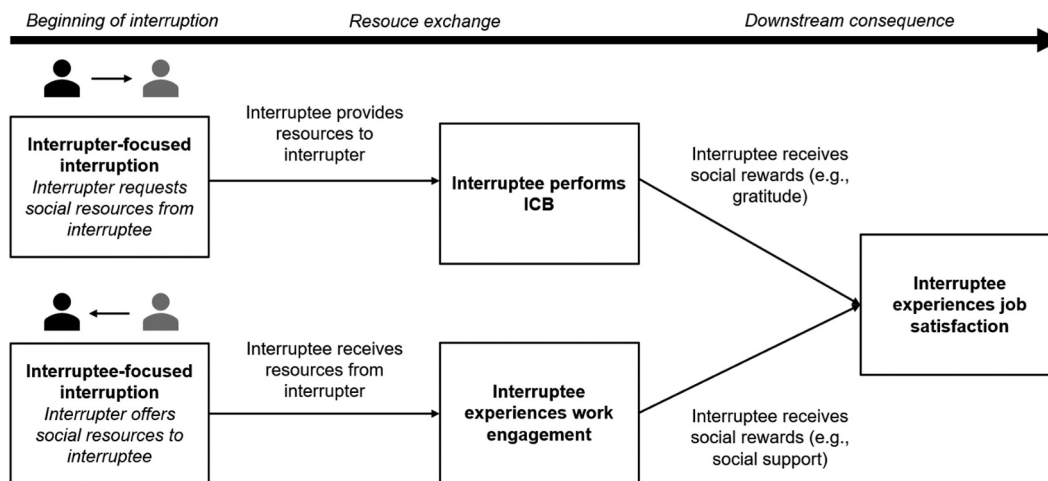 Beginning of interruption
Resouce exchange
Downstream consequence
Interrupter-focused
interruption
Interrupter requests
social resources from
interruptee
Interruptee provides
resources to
interrupter
Interruptee performs
ICB
Interruptee receives
social rewards (e.g.,
gratitude)
Interruptee
experiences job
satisfaction
Interruptee-focused
interruption
Interrupter offers
social resources to
interruptee
Interruptee receives
resources from
interrupter
Interruptee
experiences work
engagement
Interruptee receives
social rewards (e.g.,
social support)